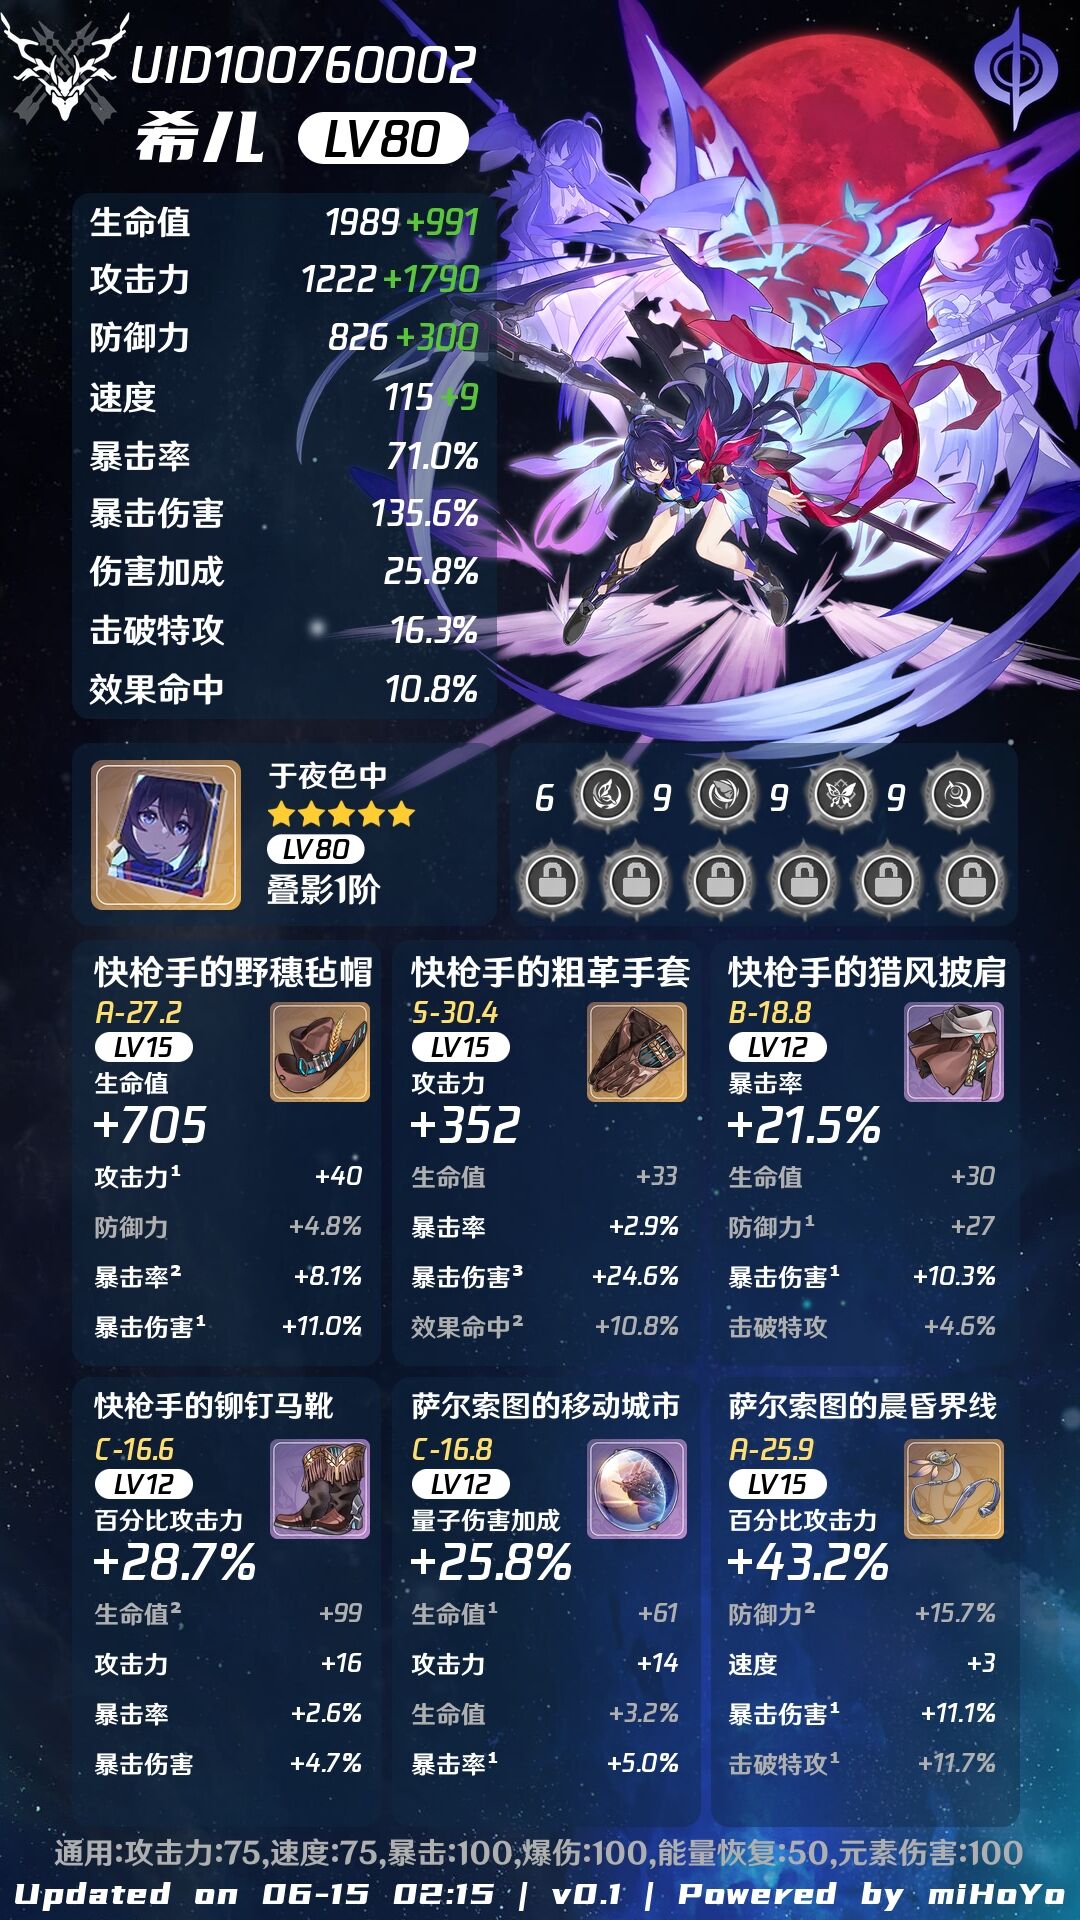 UID100760002
希儿 LV80
生命值 1989+991
攻击力 1222+1790
防御力 826+300
速度 115+9
暴击率 71.0%
暴击伤害 135.6%
伤害加成 25.8%
击破特攻 16.3%
效果命中 10.8%
于夜色中
LV80
叠影1阶
6 9 9 9
快枪手的野穗毡帽
A-27.2
LV15
生命值
+705
攻击力¹ +40
防御力 +4.8%
暴击率² +8.1%
暴击伤害¹ +11.0%
快枪手的粗革手套
S-30.4
LV15
攻击力
+352
生命值 +33
暴击率 +2.9%
暴击伤害³ +24.6%
效果命中² +10.8%
快枪手的猎风披肩
B-18.8
LV12
暴击率
+21.5%
生命值 +30
防御力¹ +27
暴击伤害¹ +10.3%
击破特攻 +4.6%
快枪手的铆钉马靴
C-16.6
LV12
百分比攻击力
+28.7%
生命值² +99
攻击力 +16
暴击率 +2.6%
暴击伤害 +4.7%
萨尔索图的移动城市
C-16.8
LV12
量子伤害加成
+25.8%
生命值¹ +61
攻击力 +14
生命值 +3.2%
暴击率¹ +5.0%
萨尔索图的晨昏界线
A-25.9
LV15
百分比攻击力
+43.2%
防御力² +15.7%
速度 +3
暴击伤害¹ +11.1%
击破特攻¹ +11.7%
通用:攻击力:75,速度:75,暴击:100,爆伤:100,能量恢复:50,元素伤害:100
Updated on 06-15 02:15 | v0.1 | Powered by miHoYo